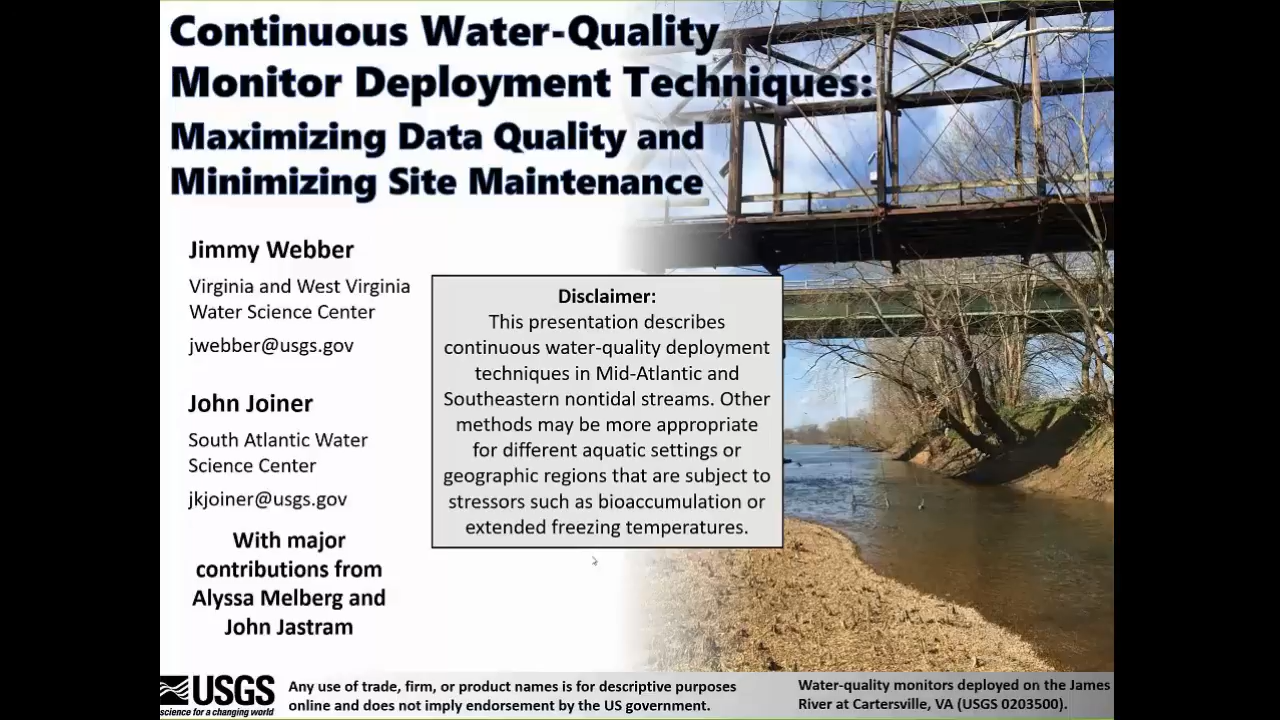 Continuous Water-Quality
Monitor Deployment Techniques:
Maximizing Data Quality and
Minimizing Site Maintenance
Jimmy Webber
Virginia and West Virginia
Water Science Center
jwebber@usgs.gov
John Joiner
South Atlantic Water
Science Center
jkjoiner@usgs.gov
With major
contributions from
Alyssa Melberg and
John Jastram
Disclaimer:
This presentation describes
continuous water-quality deployment
techniques in Mid-Atlantic and
Southeastern nontidal streams. Other
methods may be more appropriate
for different aquatic settings or
geographic regions that are subject to
stressors such as bioaccumulation or
extended freezing temperatures.
USGS
science for a changing world
Any use of trade, firm, or product names is for descriptive purposes
online and does not imply endorsement by the US government.
Water-quality monitors deployed on the James
River at Cartersville, VA (USGS 0203500).